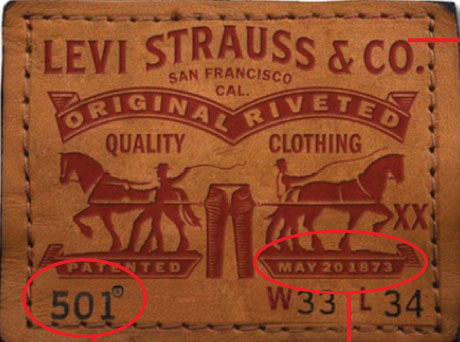 LEVI STRAUSS & CO.
SAN FRANCISCO
CAL.
ORIGINAL RIVETED
QUALITY CLOTHING
XX
PATENTED MAY 20 1873
501® W33 L 34